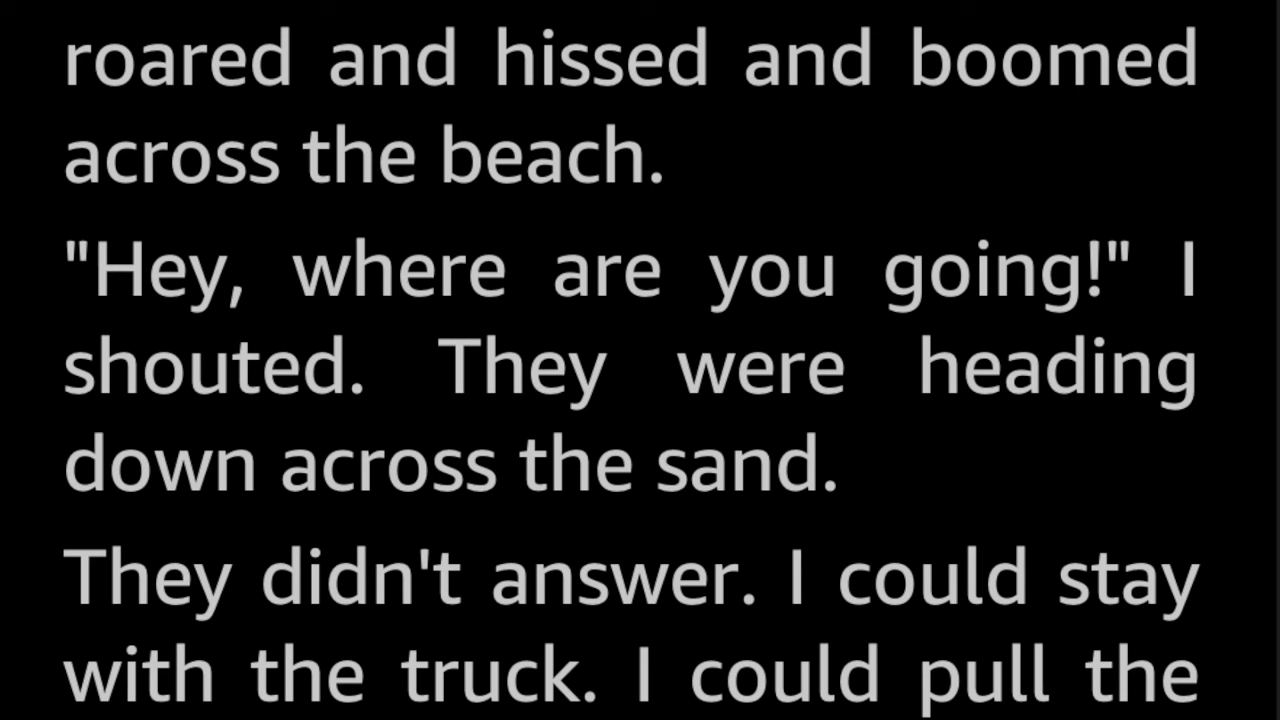 roared and hissed and boomed
across the beach.
"Hey, where are you going!" I
shouted. They were heading
down across the sand.
They didn't answer. I could stay
with the truck. I could pull the